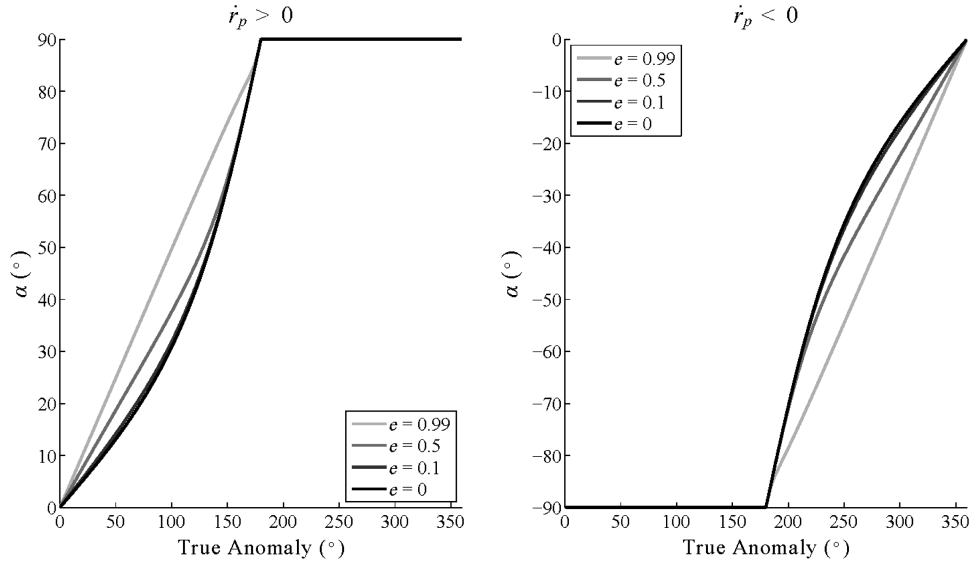 ṙp > 0
90
80
70
60
50
40
30
20
10
0
α (°)
0 50 100 150 200 250 300 350
True Anomaly (°)
e = 0.99
e = 0.5
e = 0.1
e = 0
ṙp < 0
0
−10
−20
−30
−40
−50
−60
−70
−80
−90
α (°)
0 50 100 150 200 250 300 350
True Anomaly (°)
e = 0.99
e = 0.5
e = 0.1
e = 0